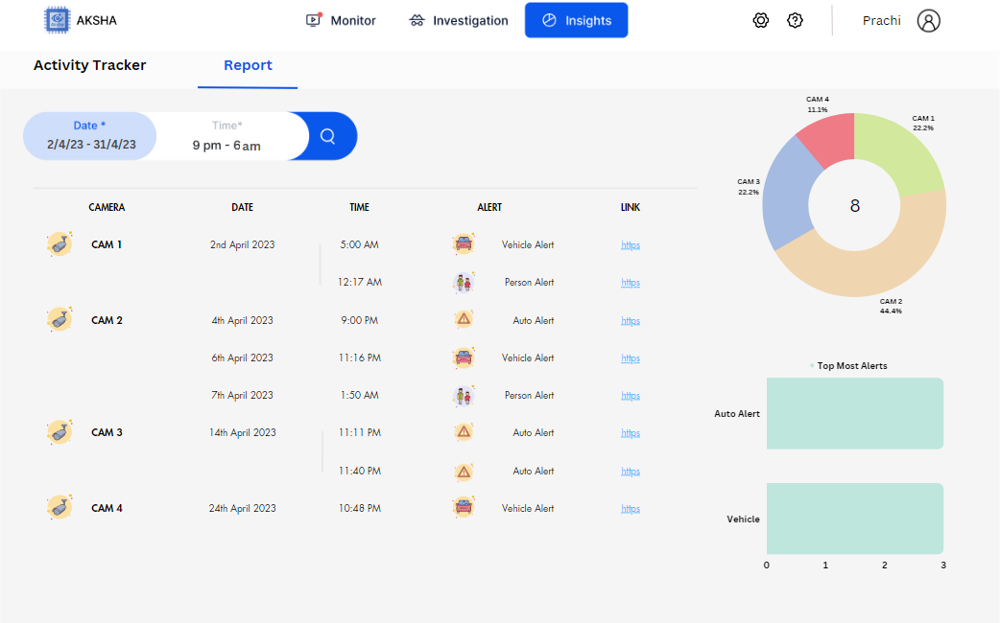 AKSHA
Monitor
Investigation
Insights
Prachi
Activity Tracker
Report
Date *
2/4/23 - 31/4/23
Time*
9 pm - 6 am
CAMERA DATE TIME ALERT LINK
CAM 1 2nd April 2023 5:00 AM Vehicle Alert https
12:17 AM Person Alert https
CAM 2 4th April 2023 9:00 PM Auto Alert https
6th April 2023 11:16 PM Vehicle Alert https
7th April 2023 1:50 AM Person Alert https
CAM 3 14th April 2023 11:11 PM Auto Alert https
11:40 PM Auto Alert https
CAM 4 24th April 2023 10:48 PM Vehicle Alert https
CAM 4
11.1%
CAM 1
22.2%
CAM 3
22.2%
8
CAM 2
44.4%
Top Most Alerts
Auto Alert
Vehicle
0 1 2 3